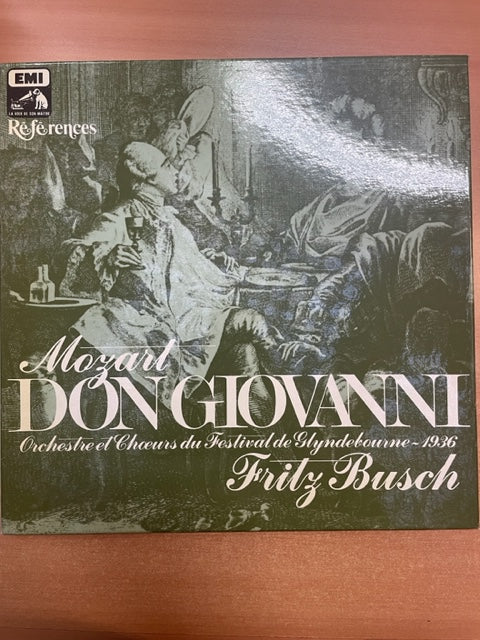 EMI
LA VOIX DE SON MAITRE
Références
Mozart
DON GIOVANNI
Orchestre et Chœurs du Festival de Glyndebourne ~ 1936
Fritz Busch